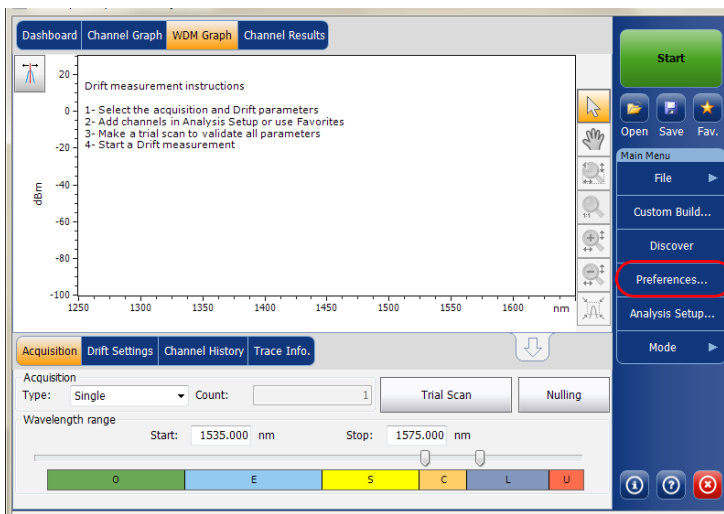 Dashboard Channel Graph WDM Graph Channel Results
Start
Open Save Fav.
Main Menu
File
Custom Build...
Discover
Preferences...
Analysis Setup...
Mode
Drift measurement instructions
1- Select the acquisition and Drift parameters
2- Add channels in Analysis Setup or use Favorites
3- Make a trial scan to validate all parameters
4- Start a Drift measurement
20
0
-20
-40
-60
-80
-100
dBm
1250 1300 1350 1400 1450 1500 1550 1600 nm
1:1
Acquisition Drift Settings Channel History Trace Info.
Acquisition
Type: Single Count: 1 Trial Scan Nulling
Wavelength range
Start: 1535.000 nm Stop: 1575.000 nm
O E S C L U